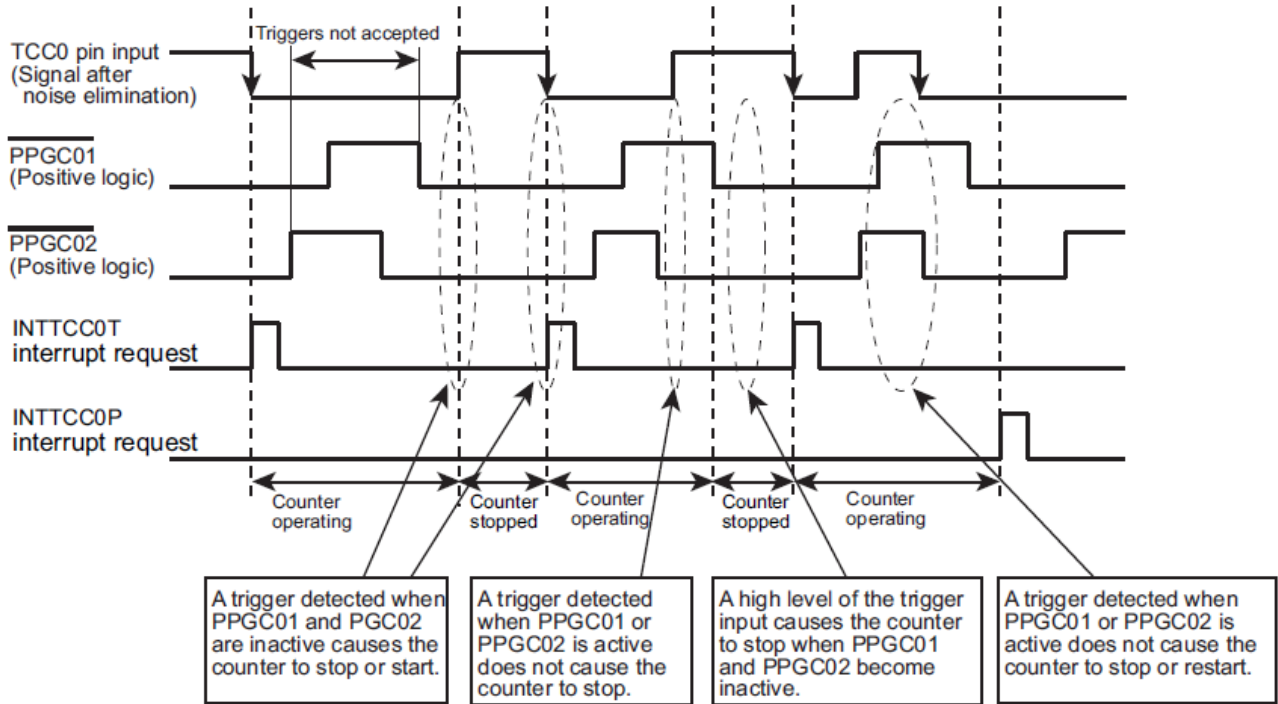 Triggers not accepted
TCC0 pin input
(Signal after
noise elimination)
PPGC01
(Positive logic)
PPGC02
(Positive logic)
INTTCC0T
interrupt request
INTTCC0P
interrupt request
Counter
operating
Counter
stopped
Counter
operating
Counter
stopped
Counter
operating
A trigger detected when
PPGC01 and PGC02
are inactive causes the
counter to stop or start.
A trigger detected
when PPGC01 or
PPGC02 is active
does not cause the
counter to stop.
A high level of the trigger
input causes the counter
to stop when PPGC01
and PPGC02 become
inactive.
A trigger detected when
PPGC01 or PPGC02 is
active does not cause the
counter to stop or restart.